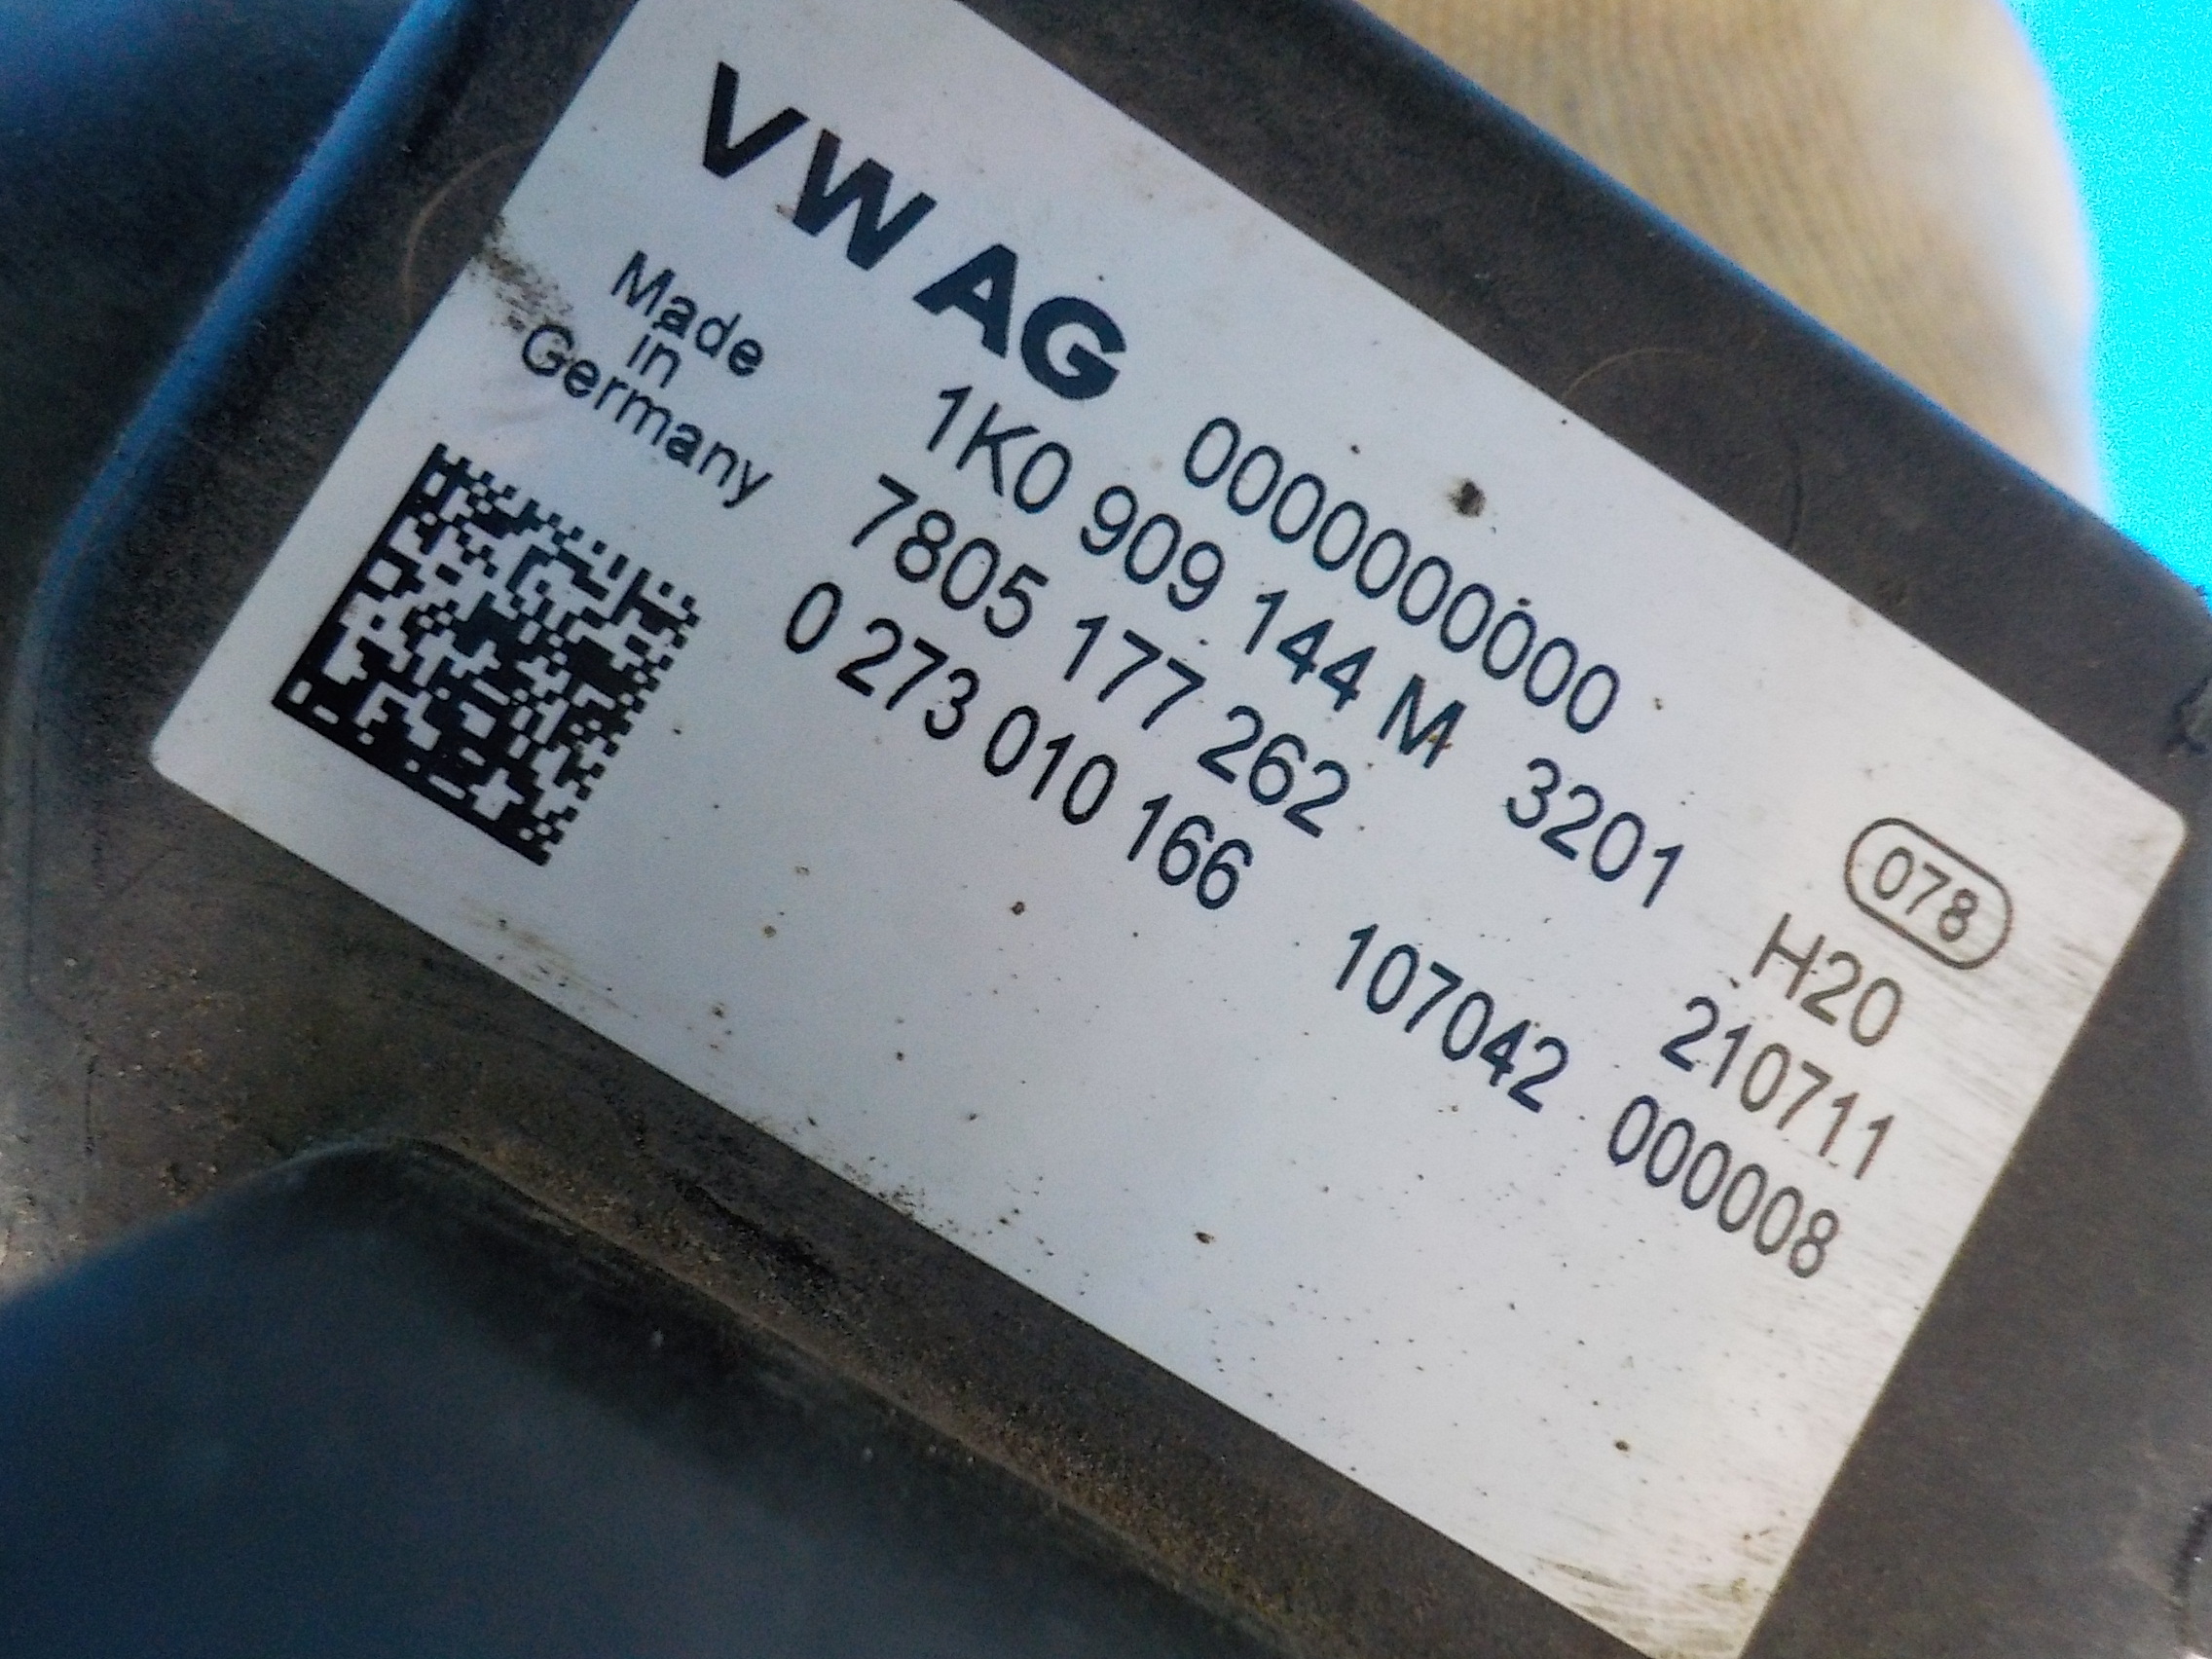 VW AG 0000000000 078
Made
in
Germany
1K0 909 144 M 3201 H20
7805 177 262 210711
0 273 010 166 107042 000008